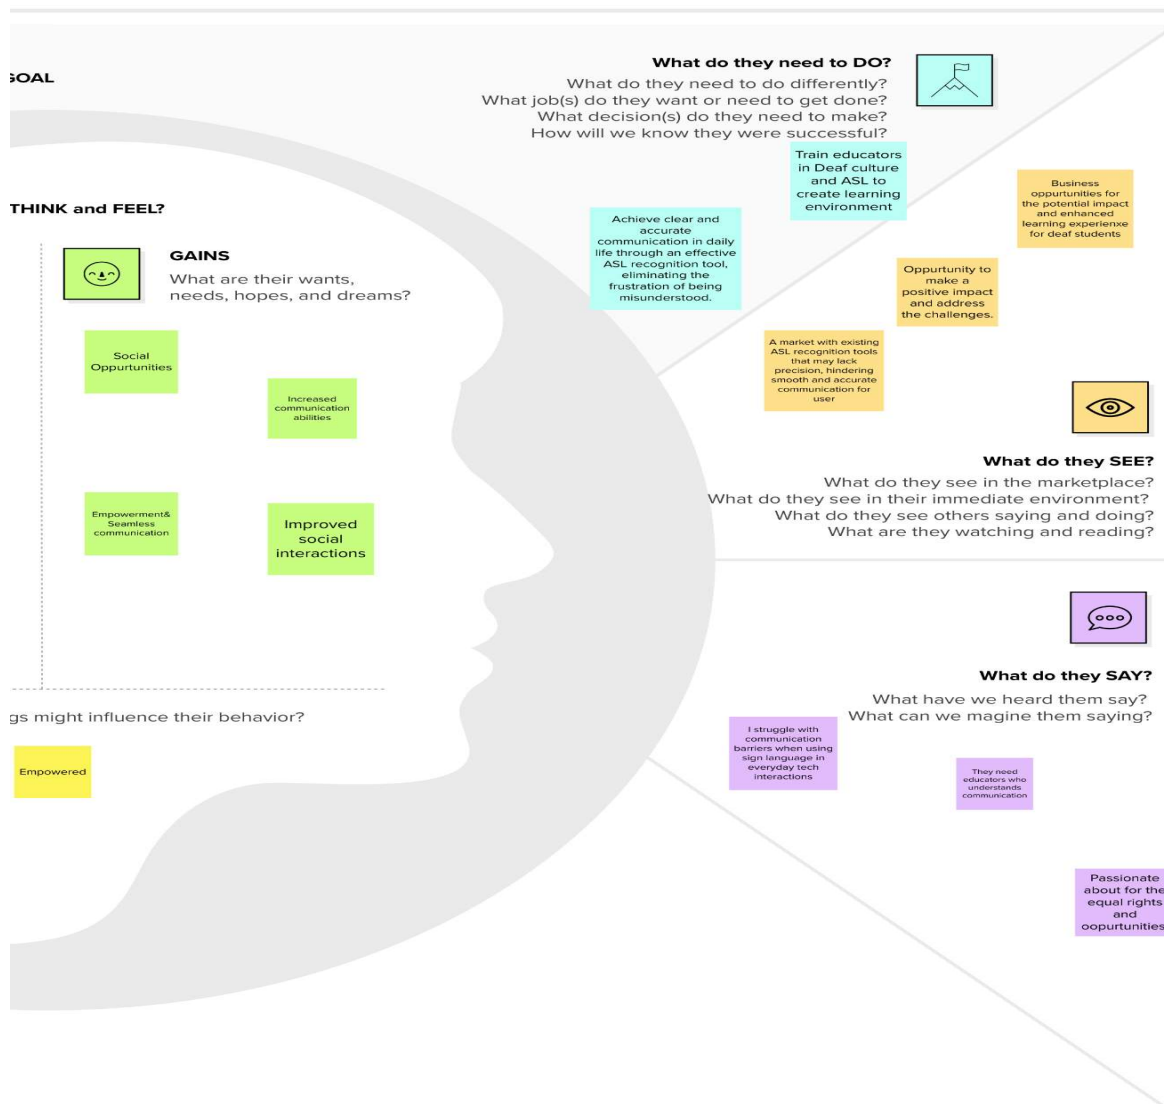 GOAL
What do they need to DO?
What do they need to do differently?
What job(s) do they want or need to get done?
What decision(s) do they need to make?
How will we know they were successful?
Train educators
in Deaf culture
and ASL to
create learning
environment
Achieve clear and
accurate
communication in daily
life through an effective
ASL recognition tool,
eliminating the
frustration of being
misunderstood.
Business
oppurtunities for
the potential impact
and enhanced
learning experienxe
for deaf students
Oppurtunity to
make a
positive impact
and address
the challenges.
A market with existing
ASL recognition tools
that may lack
precision, hindering
smooth and accurate
communication for
user
What do they SEE?
What do they see in the marketplace?
What do they see in their immediate environment?
What do they see others saying and doing?
What are they watching and reading?
THINK and FEEL?
GAINS
What are their wants,
needs, hopes, and dreams?
Social
Oppurtunities
Increased
communication
abilities
Empowerment&
Seamless
communication
Improved
social
interactions
gs might influence their behavior?
Empowered
What do they SAY?
What have we heard them say?
What can we magine them saying?
I struggle with
communication
barriers when using
sign language in
everyday tech
interactions
They need
educators who
understands
communication
Passionate
about for the
equal rights
and
oopurtunities